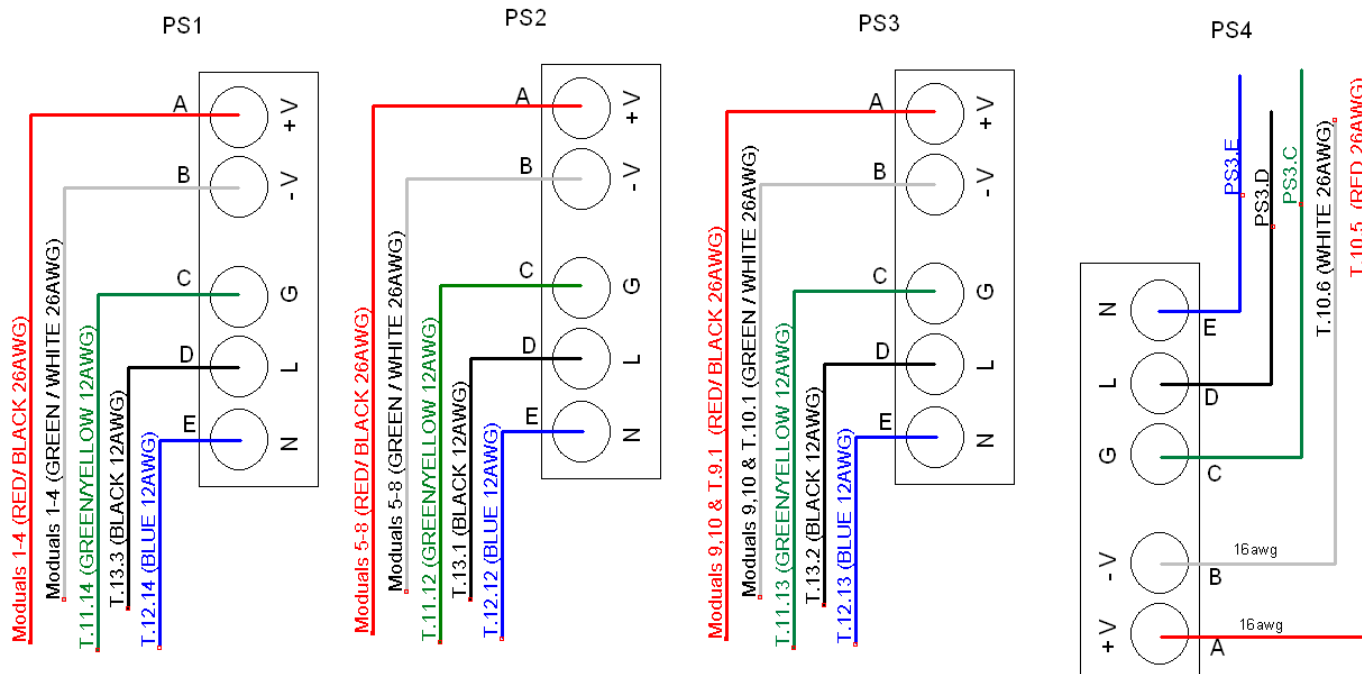 PS1
A
+V
B
- V
C
G
D
L
E
N
Moduals 1-4 (RED/ BLACK 26AWG)
Moduals 1-4 (GREEN / WHITE 26AWG)
T.11.14 (GREEN/YELLOW 12AWG)
T.13.3 (BLACK 12AWG)
T.12.14 (BLUE 12AWG)
PS2
A
+V
B
- V
C
G
D
L
E
N
Moduals 5-8 (RED/ BLACK 26AWG)
Moduals 5-8 (GREEN / WHITE 26AWG)
T.11.12 (GREEN/YELLOW 12AWG)
T.13.1 (BLACK 12AWG)
T.12.12 (BLUE 12AWG)
PS3
A
+V
B
- V
C
G
D
L
E
N
Moduals 9,10 & T.9.1 (RED/ BLACK 26AWG)
Moduals 9,10 & T.10.1 (GREEN / WHITE 26AWG)
T.11.13 (GREEN/YELLOW 12AWG)
T.13.2 (BLACK 12AWG)
T.12.13 (BLUE 12AWG)
PS4
PS3.E
PS3.D
PS3.C
T.10.6 (WHITE 26AWG)
T.10.5 (RED 26AWG)
N
E
L
D
G
C
- V
16awg
B
+V
16awg
A